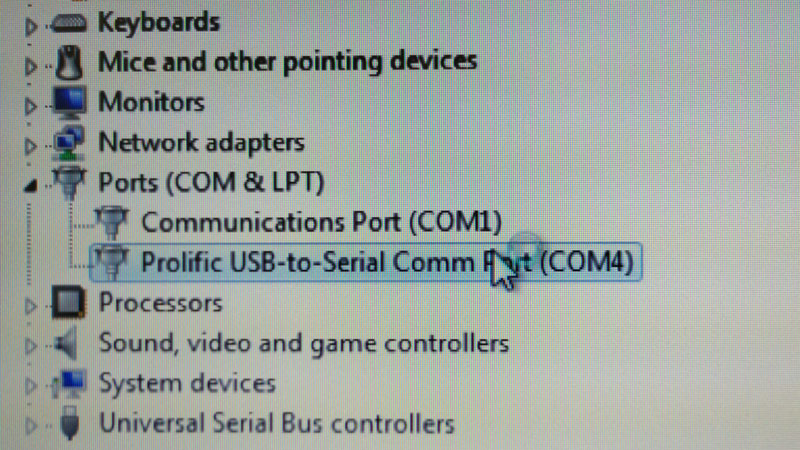 Keyboards
Mice and other pointing devices
Monitors
Network adapters
Ports (COM & LPT)
Communications Port (COM1)
Prolific USB-to-Serial Comm Port (COM4)
Processors
Sound, video and game controllers
System devices
Universal Serial Bus controllers